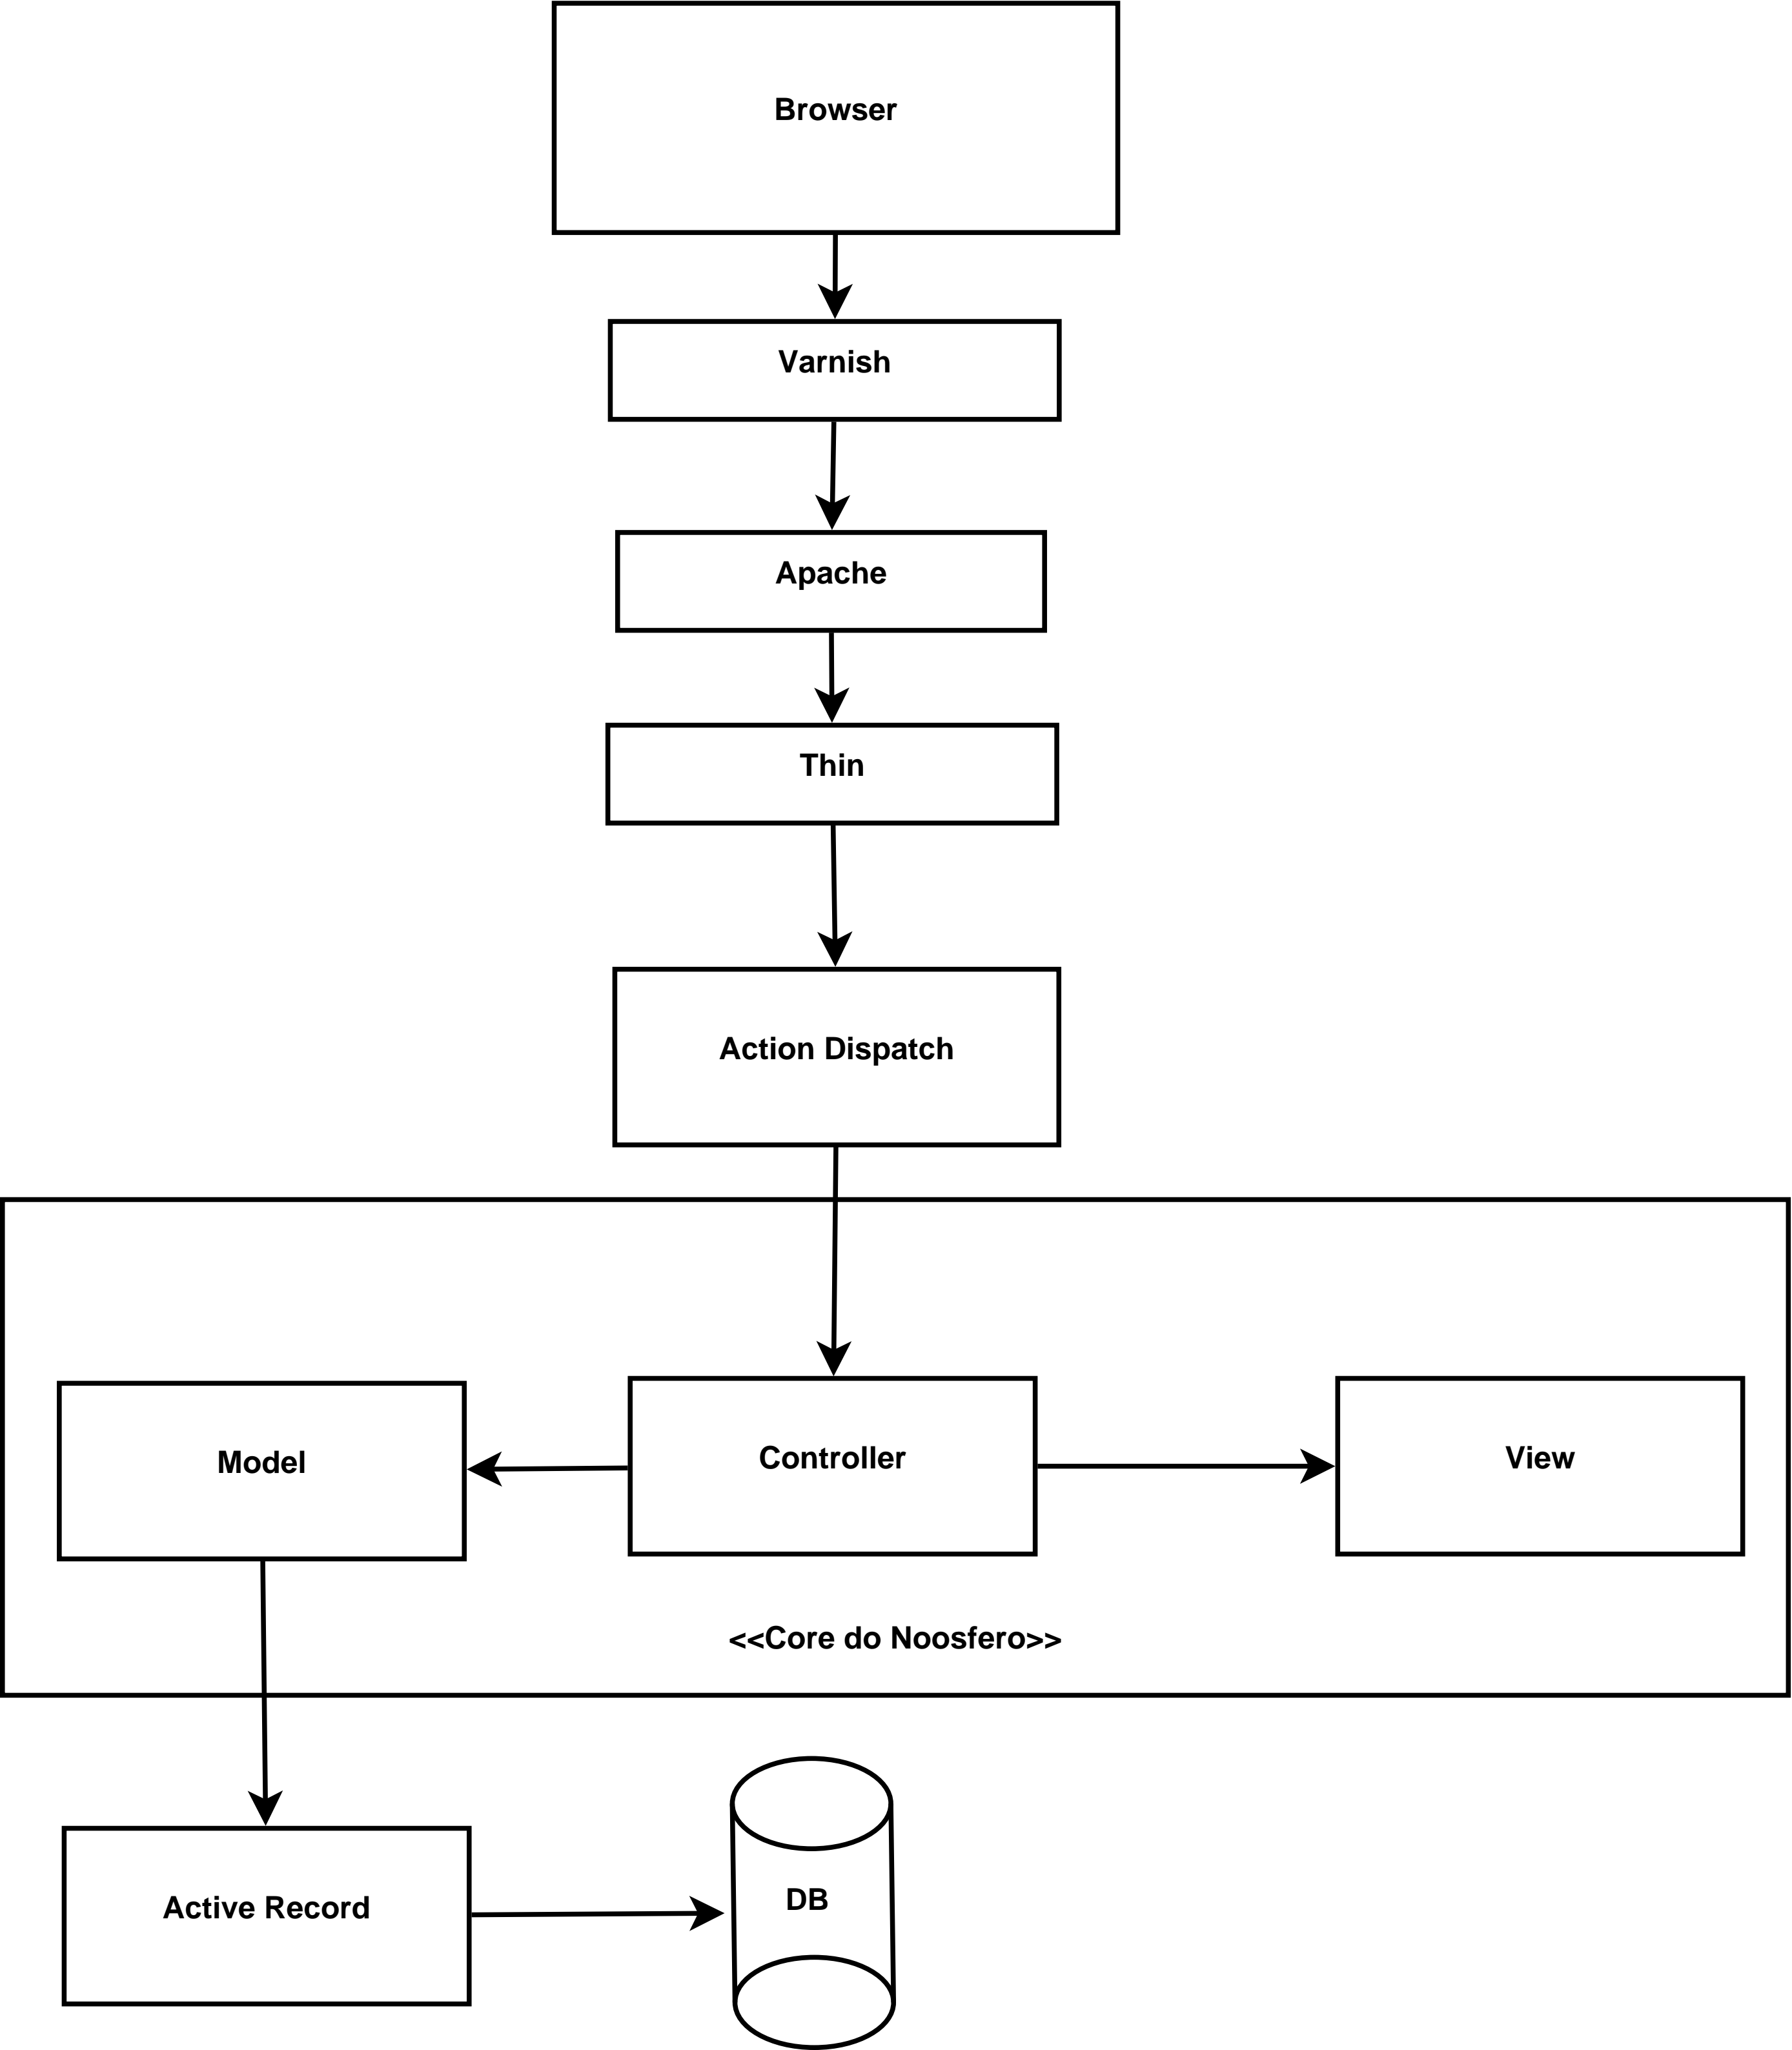 Browser
Varnish
Apache
Thin
Action Dispatch
Model
Controller
View
<<Core do Noosfero>>
Active Record
DB